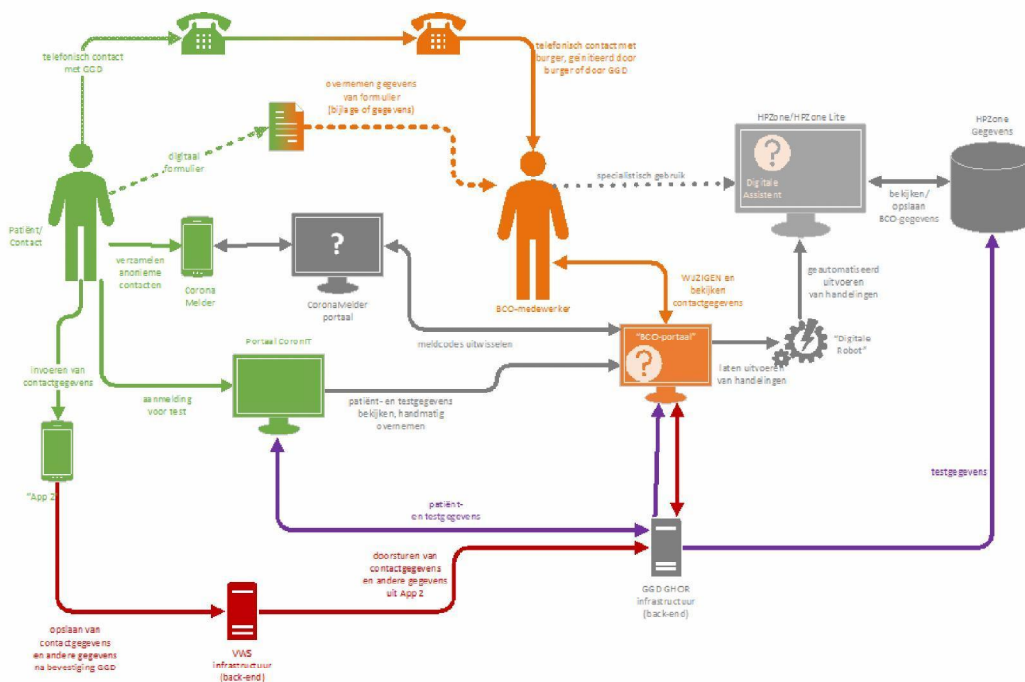 telefonisch contact
met GGD
telefonisch contact met
burger, geïnitieerd door
burger of door GGD
overnemen gegevens
van formulier
(bijlage of gegevens)
HPZone/HPZone Lite
HPZone
Gegevens
digitaal
formulier
?
Digitale
Assistent
specialistisch gebruik
bekijken/
opslaan
BCO-gegevens
Patiënt/
Contact
verzamelen
anonieme
contacten
?
Corona
Melder
CoronaMelder
portaal
BCO-medewerker
WIJZIGEN en
bekijken
contactgegevens
geautomatiseerd
uitvoeren
van handelingen
meldcodes uitwisselen
"BCO-portaal"
?
"Digitale
Robot"
Portaal CoronIT
invoeren van
contactgegevens
aanmelding
voor test
patiënt- en testgegevens
bekijken, handmatig
overnemen
laten uitvoeren
van handelingen
"App 2"
testgegevens
patiënt-
en testgegevens
doorsturen van
contactgegevens
en andere gegevens
uit App 2
GGD GHOR
infrastructuur
(back-end)
opslaan van
contactgegevens
en andere gegevens
na bevestiging GGD
VWS
infrastructuur
(back-end)